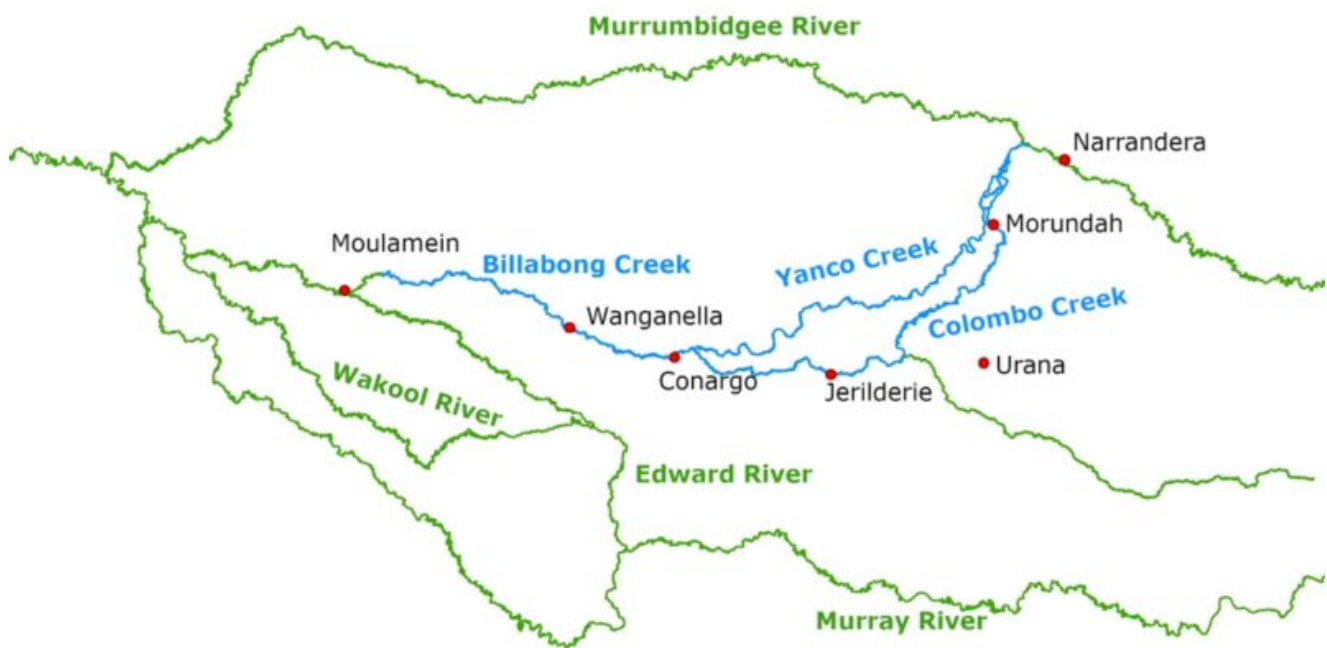 Murrumbidgee River
Narrandera
Morundah
Moulamein
Billabong Creek
Yanco Creek
Wanganella
Colombo Creek
Conargo
Jerilderie
Urana
Wakool River
Edward River
Murray River